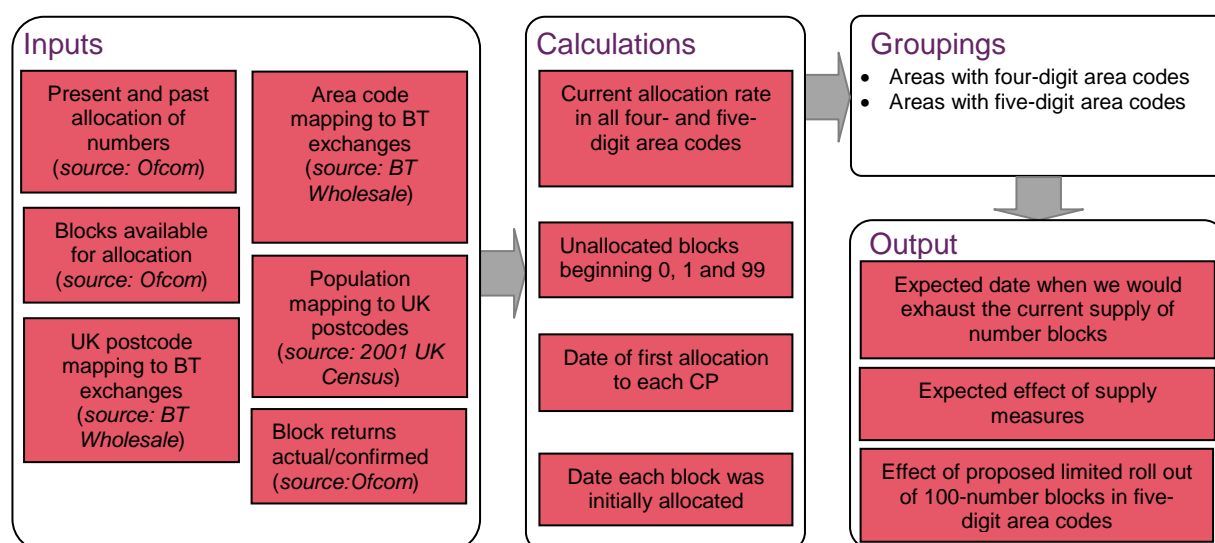 Inputs
Present and past
allocation of
numbers
(source: Ofcom)
Blocks available
for allocation
(source: Ofcom)
UK postcode
mapping to BT
exchanges
(source: BT
Wholesale)
Area code
mapping to BT
exchanges
(source: BT
Wholesale)
Population
mapping to UK
postcodes
(source: 2001 UK
Census)
Block returns
actual/confirmed
(source:Ofcom)
Calculations
Current allocation rate
in all four- and five-
digit area codes
Unallocated blocks
beginning 0, 1 and 99
Date of first allocation
to each CP
Date each block was
initially allocated
Groupings
• Areas with four-digit area codes
• Areas with five-digit area codes
Output
Expected date when we would
exhaust the current supply of
number blocks
Expected effect of supply
measures
Effect of proposed limited roll out
of 100-number blocks in five-
digit area codes